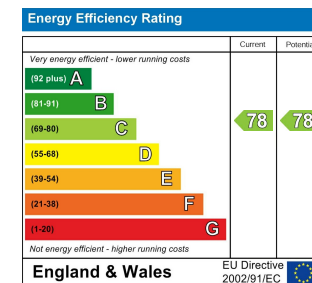 Energy Efficiency Rating
Current Potentia
Very energy efficient - lower running costs
(92 plus) A
(81-91) B
(69-80) C 78 78
(55-68) D
(39-54) E
(21-38) F
(1-20) G
Not energy efficient - higher running costs
England & Wales
EU Directive
2002/91/EC